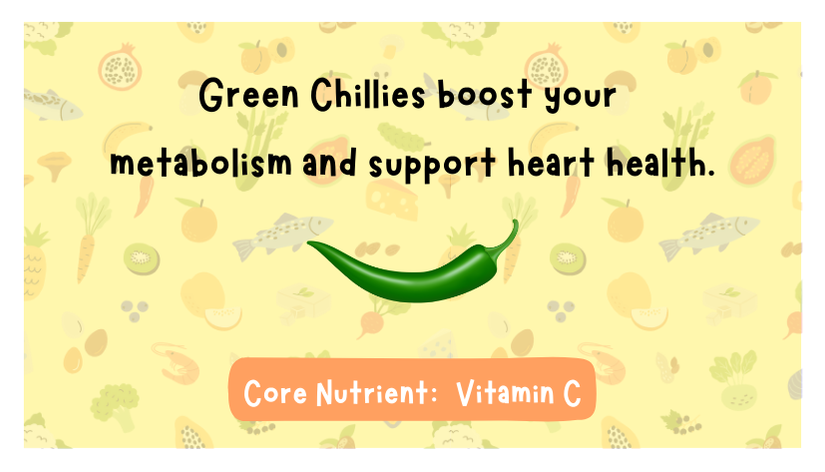 Green Chillies boost your
metabolism and support heart health.
Core Nutrient: Vitamin C